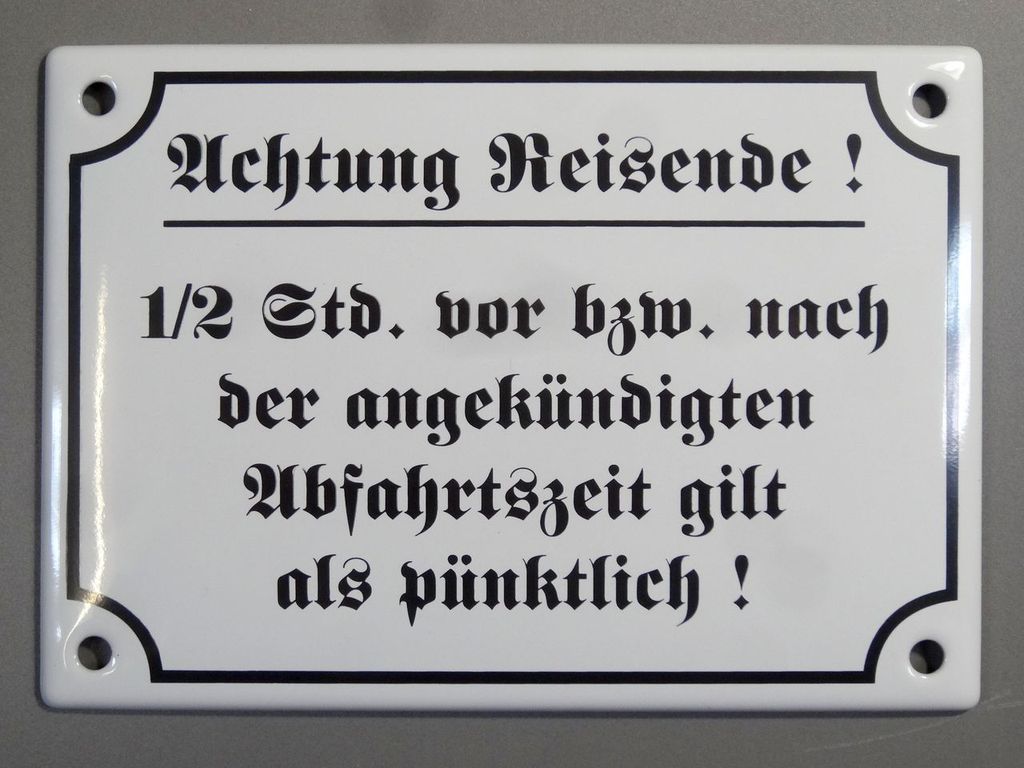 Achtung Reisende !
1/2 Std. vor bzw. nach
der angekündigten
Abfahrtszeit gilt
als pünktlich !